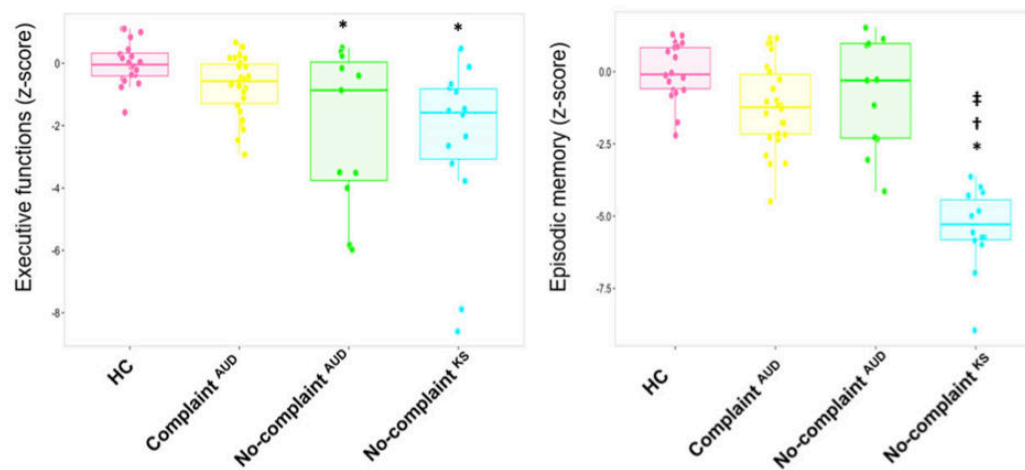 Executive functions (z-score)
0
-2
-4
-6
-8
*
*
HC
Complaint AUD
No-complaint AUD
No-complaint KS
Episodic memory (z-score)
0.0
-2.5
-5.0
-7.5
‡
†
*
HC
Complaint AUD
No-complaint AUD
No-complaint KS